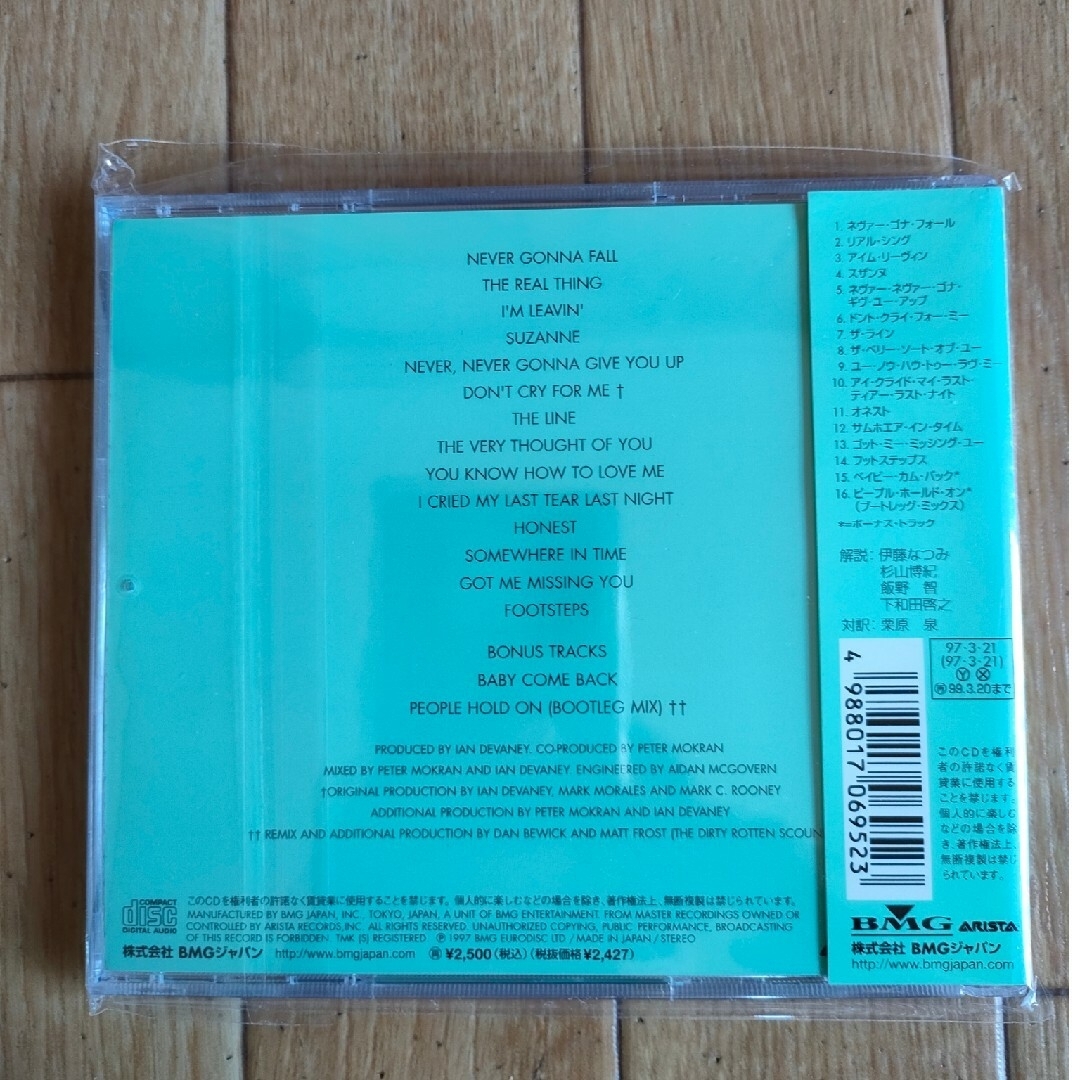 NEVER GONNA FALL
THE REAL THING
I'M LEAVIN'
SUZANNE
NEVER, NEVER GONNA GIVE YOU UP
DON'T CRY FOR ME †
THE LINE
THE VERY THOUGHT OF YOU
YOU KNOW HOW TO LOVE ME
I CRIED MY LAST TEAR LAST NIGHT
HONEST
SOMEWHERE IN TIME
GOT ME MISSING YOU
FOOTSTEPS
BONUS TRACKS
BABY COME BACK
PEOPLE HOLD ON (BOOTLEG MIX) ††
PRODUCED BY IAN DEVANEY. CO-PRODUCED BY PETER MOKRAN
MIXED BY PETER MOKRAN AND IAN DEVANEY. ENGINEERED BY AIDAN MCGOVERN
†ORIGINAL PRODUCTION BY IAN DEVANEY, MARK MORALES AND MARK C. ROONEY
ADDITIONAL PRODUCTION BY PETER MOKRAN AND IAN DEVANEY
†† REMIX AND ADDITIONAL PRODUCTION BY DAN BEWICK AND MATT FROST (THE DIRTY ROTTEN SCOUN
COMPACT
disc
DIGITAL AUDIO
このCDを権利者の許諾なく賃貸業に使用することを禁じます。個人的に楽しむなどの場合を除き、著作権法上、無断複製は禁じられています。
MANUFACTURED BY BMG JAPAN, INC. TOKYO, JAPAN, A UNIT OF BMG ENTERTAINMENT. FROM MASTER RECORDINGS OWNED OR
CONTROLLED BY ARISTA RECORDS,INC. ALL RIGHTS RESERVED. UNAUTHORIZED COPYING, PUBLIC PERFORMANCE, BROADCASTING
OF THIS RECORD IS FORBIDDEN. TMK (S) REGISTERED Ⓟ 1997 BMG EURODISC LTD / MADE IN JAPAN / STEREO
株式会社 BMGジャパン http://www.bmgjapan.com ¥2,500(税込)(税抜価格¥2,427)
1. ネヴァー・ゴナ・フォール
2. リアル・シング
3. アイム・リーヴィン
4. スザンヌ
5. ネヴァー・ネヴァー・ゴナ・
ギヴ・ユー・アップ
6. ドント・クライ・フォー・ミー
7. ザ・ライン
8. ザ・ベリー・ソート・オブ・ユー
9. ユー・ノウ・ハウ・トゥー・ラヴ・ミー
10. アイ・クライド・マイ・ラスト・
ティアー・ラスト・ナイト
11. オネスト
12. サムホエア・イン・タイム
13. ゴット・ミー・ミッシング・ユー
14. フットステップス
15. ベイビー・カム・バック*
16. ピープル・ホールド・オン*
(ブートレッグ・ミックス)
*=ボーナス・トラック
解説: 伊藤なつみ
杉山博紀
飯野 智
下和田啓之
対訳: 栗原 泉
4 988017 069523
97・3・21
(97・3・21)
Ⓨ Ⓧ
99.3.20まで
このCDを権利
者の許諾なく賃
貸業に使用する
ことを禁じます。
個人的に楽しむ
などの場合を除
き、著作権法上、
無断複製は禁じ
られています。
BMG ARISTA
株式会社 BMGジャパン
http://www.bmgjapan.com